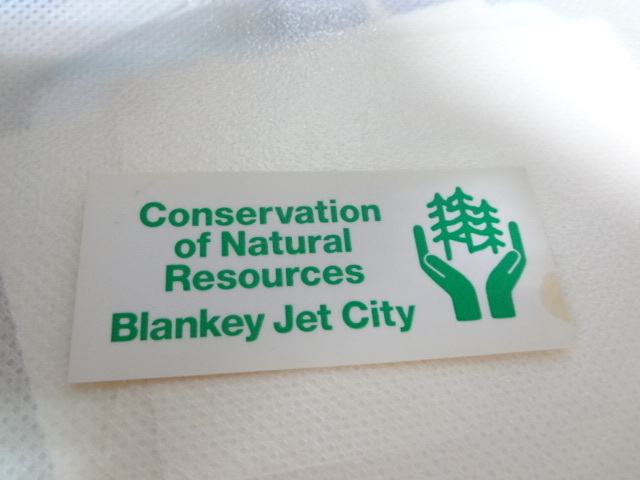 Conservation
of Natural
Resources
Blankey Jet City